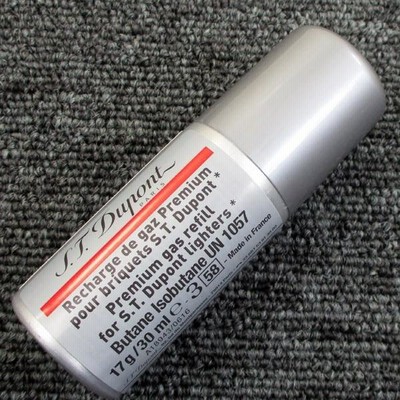 S.T. Dupont
PARIS
Recharge de gaz Premium
pour briquets S.T. Dupont *
Premium gas refill
for S.T. Dupont lighters *
Butane Isobutane UN 1057
17g/30 ml ℮ 3 58 - Made in France